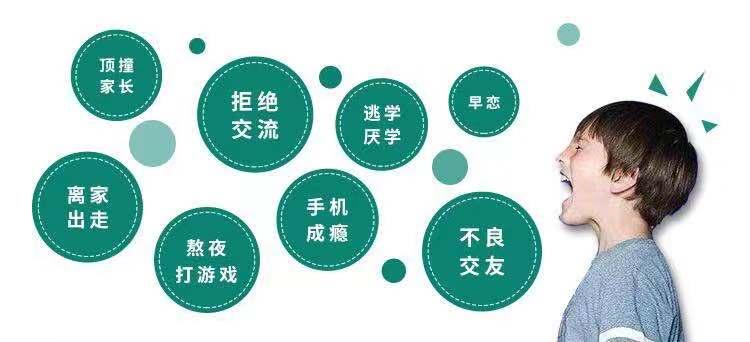 顶撞
家长
拒绝
交流
逃学
厌学
早恋
离家
出走
熬夜
打游戏
手机
成瘾
不良
交友